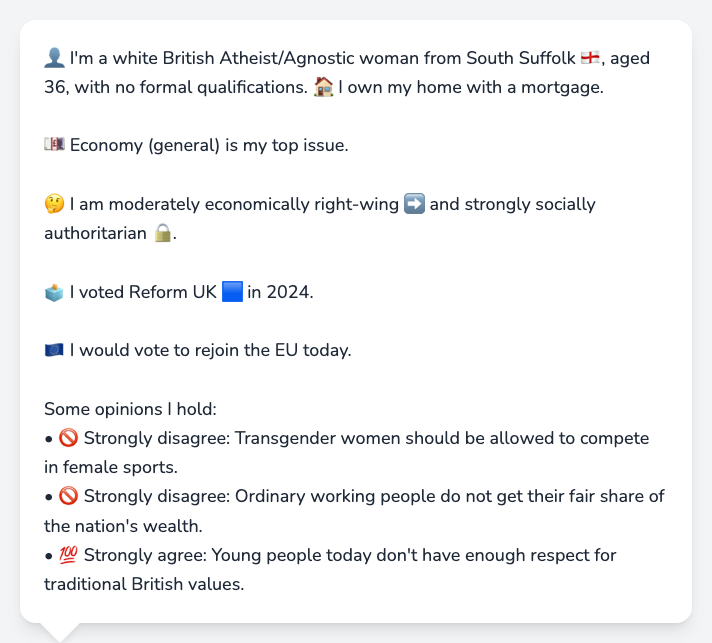 👤 I'm a white British Atheist/Agnostic woman from South Suffolk 🏴󠁧󠁢󠁥󠁮󠁧󠁿, aged
36, with no formal qualifications. 🏠 I own my home with a mortgage.
💷 Economy (general) is my top issue.
🤔 I am moderately economically right-wing ➡️ and strongly socially
authoritarian 🔒.
🗳️ I voted Reform UK 🟦 in 2024.
🇪🇺 I would vote to rejoin the EU today.
Some opinions I hold:
• 🚫 Strongly disagree: Transgender women should be allowed to compete
in female sports.
• 🚫 Strongly disagree: Ordinary working people do not get their fair share of
the nation's wealth.
• 💯 Strongly agree: Young people today don't have enough respect for
traditional British values.